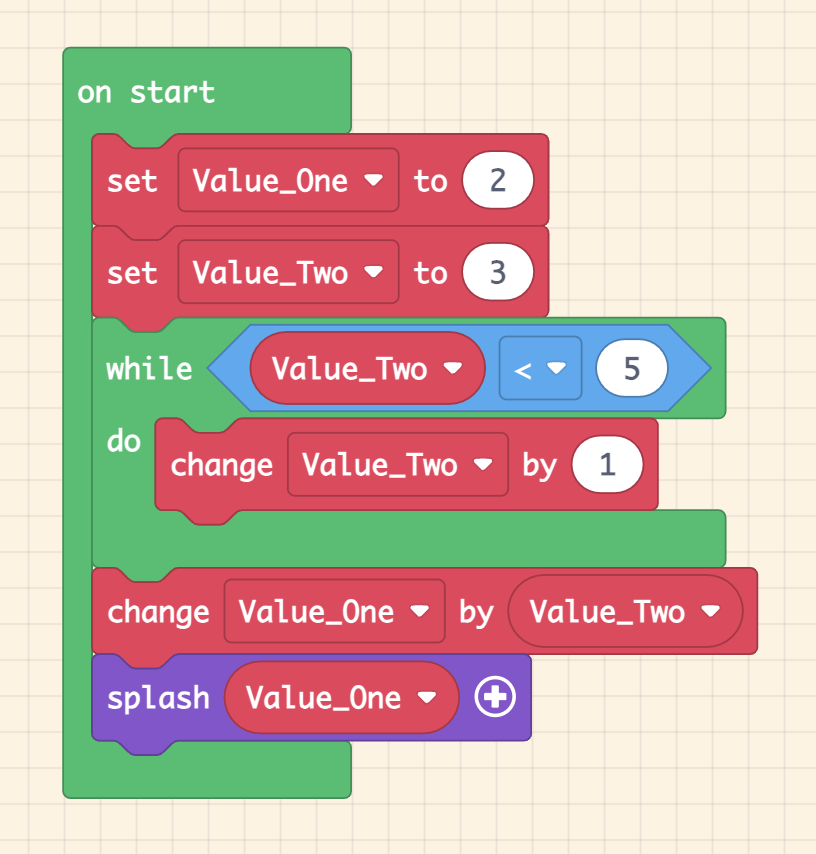 on start
set Value_One to 2
set Value_Two to 3
while Value_Two < 5
do change Value_Two by 1
change Value_One by Value_Two
splash Value_One